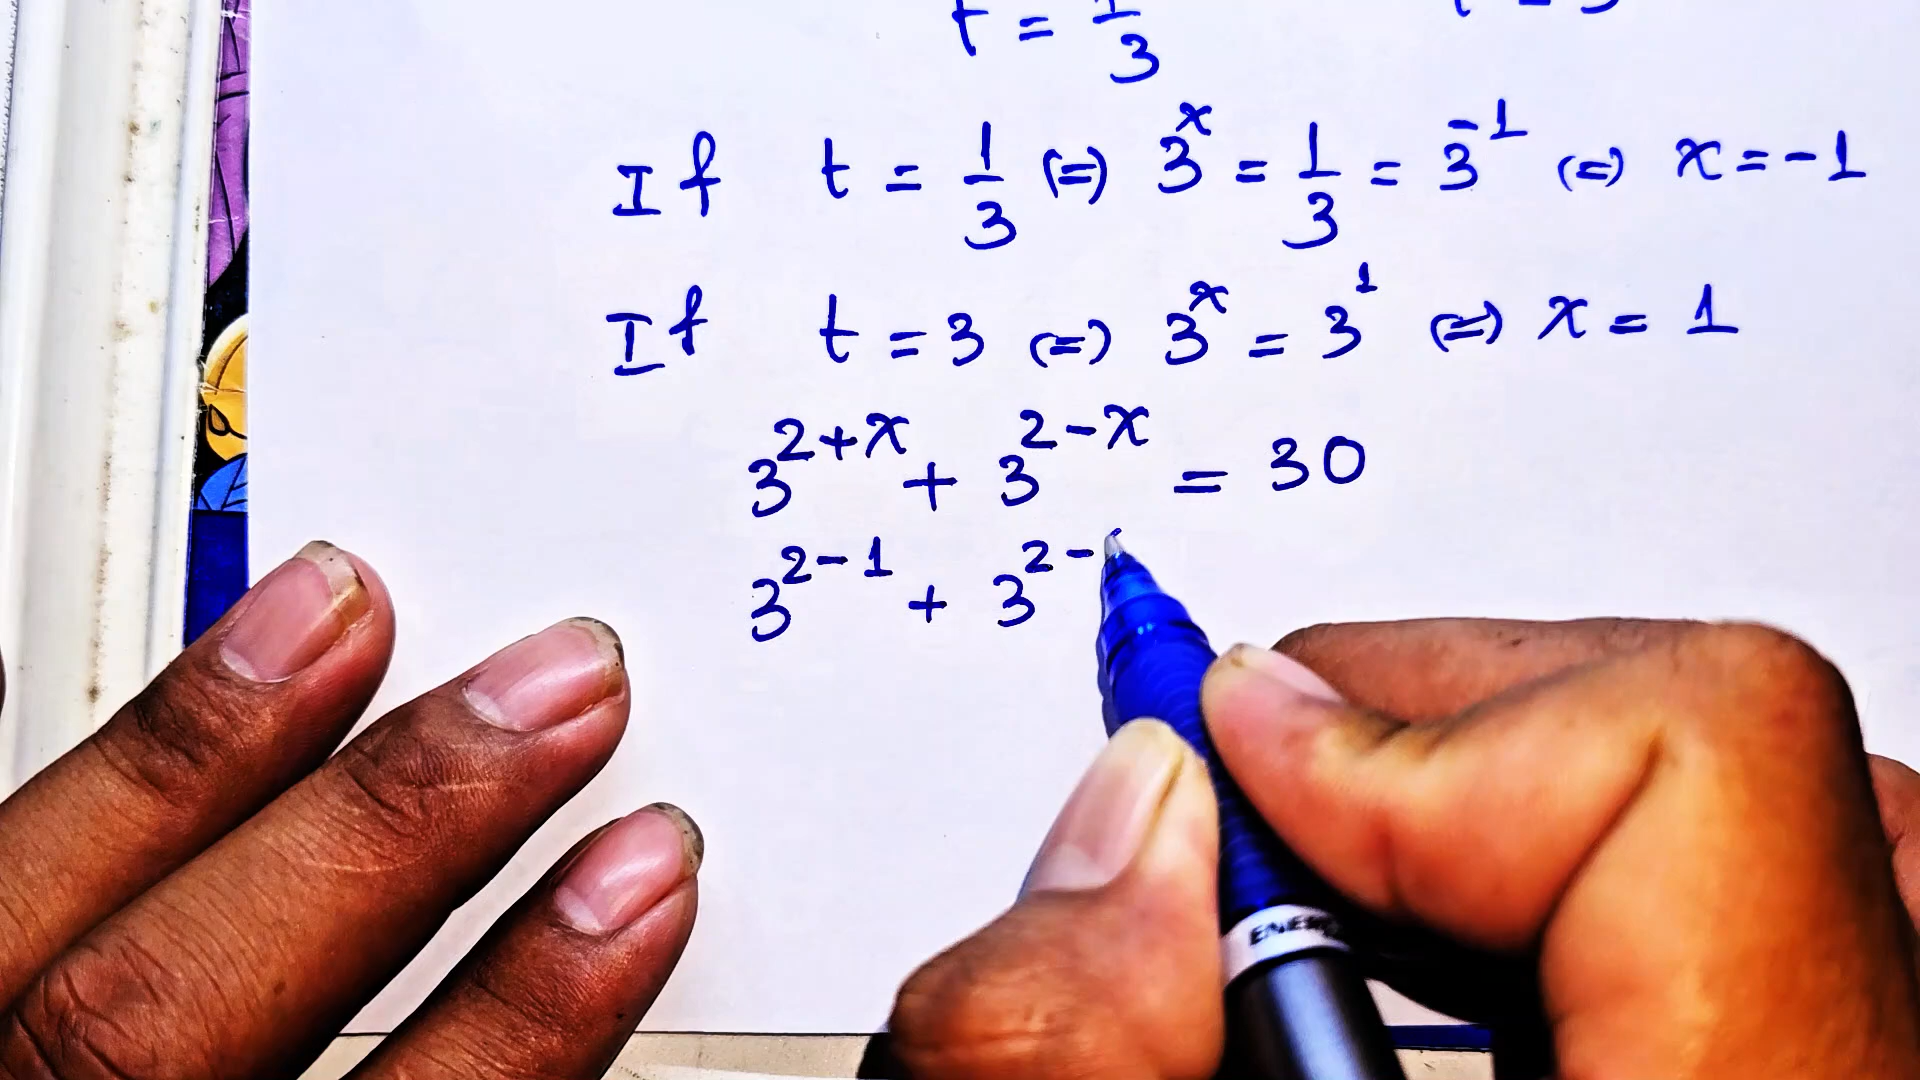 t = 1/3
If t = 1/3 (=) 3^x = 1/3 = 3^-1 (=) x = -1
If t = 3 (=) 3^x = 3^1 (=) x = 1
3^2+x + 3^2-x = 30
3^2-1 + 3^2-
ENER